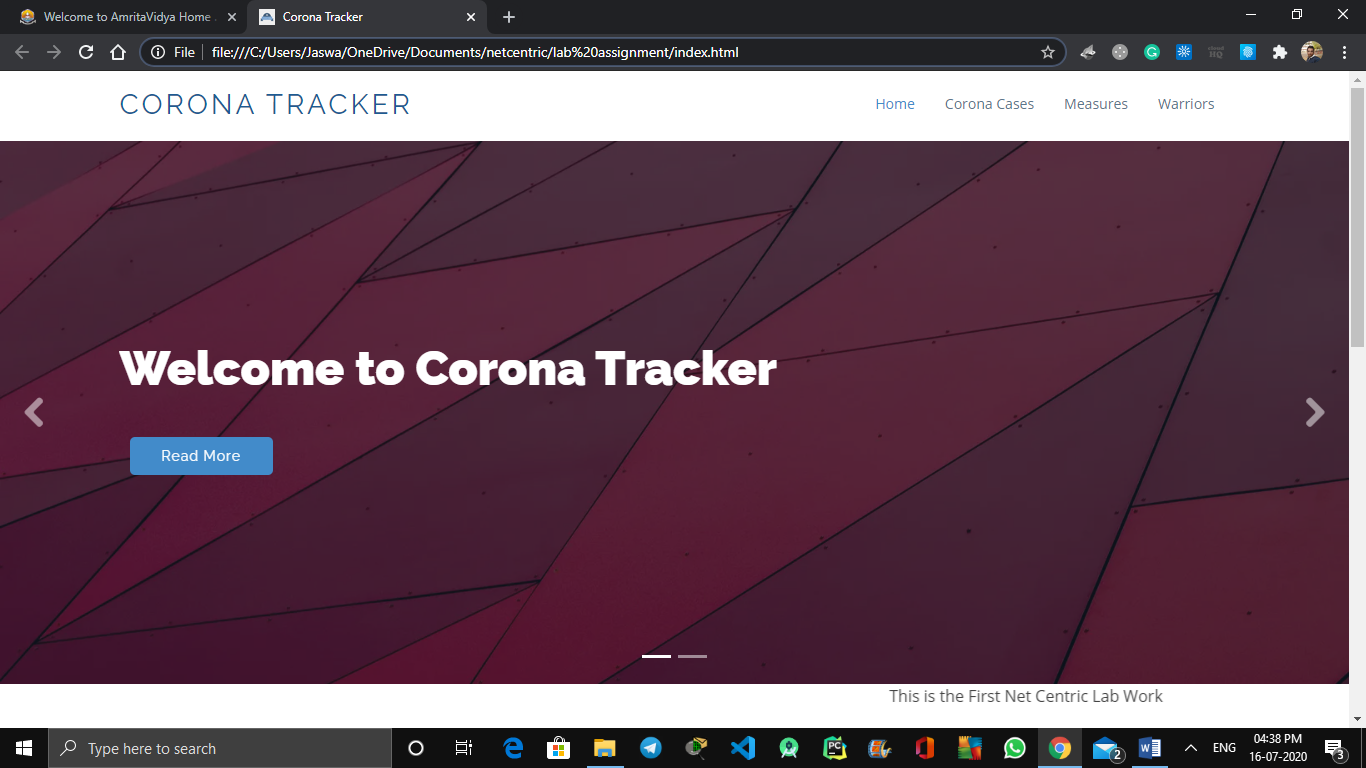 Welcome to AmritaVidya Home
Corona Tracker
File
file:///C:/Users/Jaswa/OneDrive/Documents/netcentric/lab%20assignment/index.html
CORONA TRACKER
Home
Corona Cases
Measures
Warriors
Welcome to Corona Tracker
Read More
This is the First Net Centric Lab Work
Type here to search
2
ENG
04:38 PM
16-07-2020
3